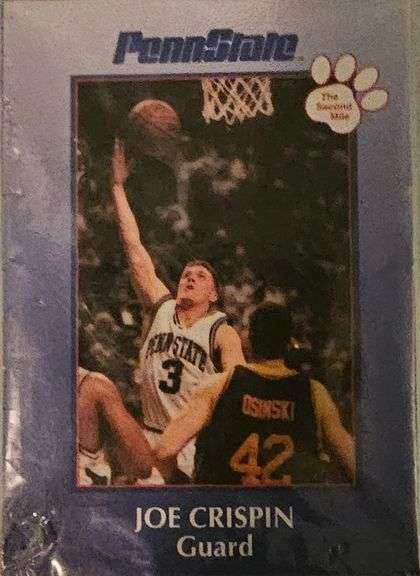 PennState
The
Second
Mile
PENN STATE
3
OSINSKI
42
JOE CRISPIN
Guard